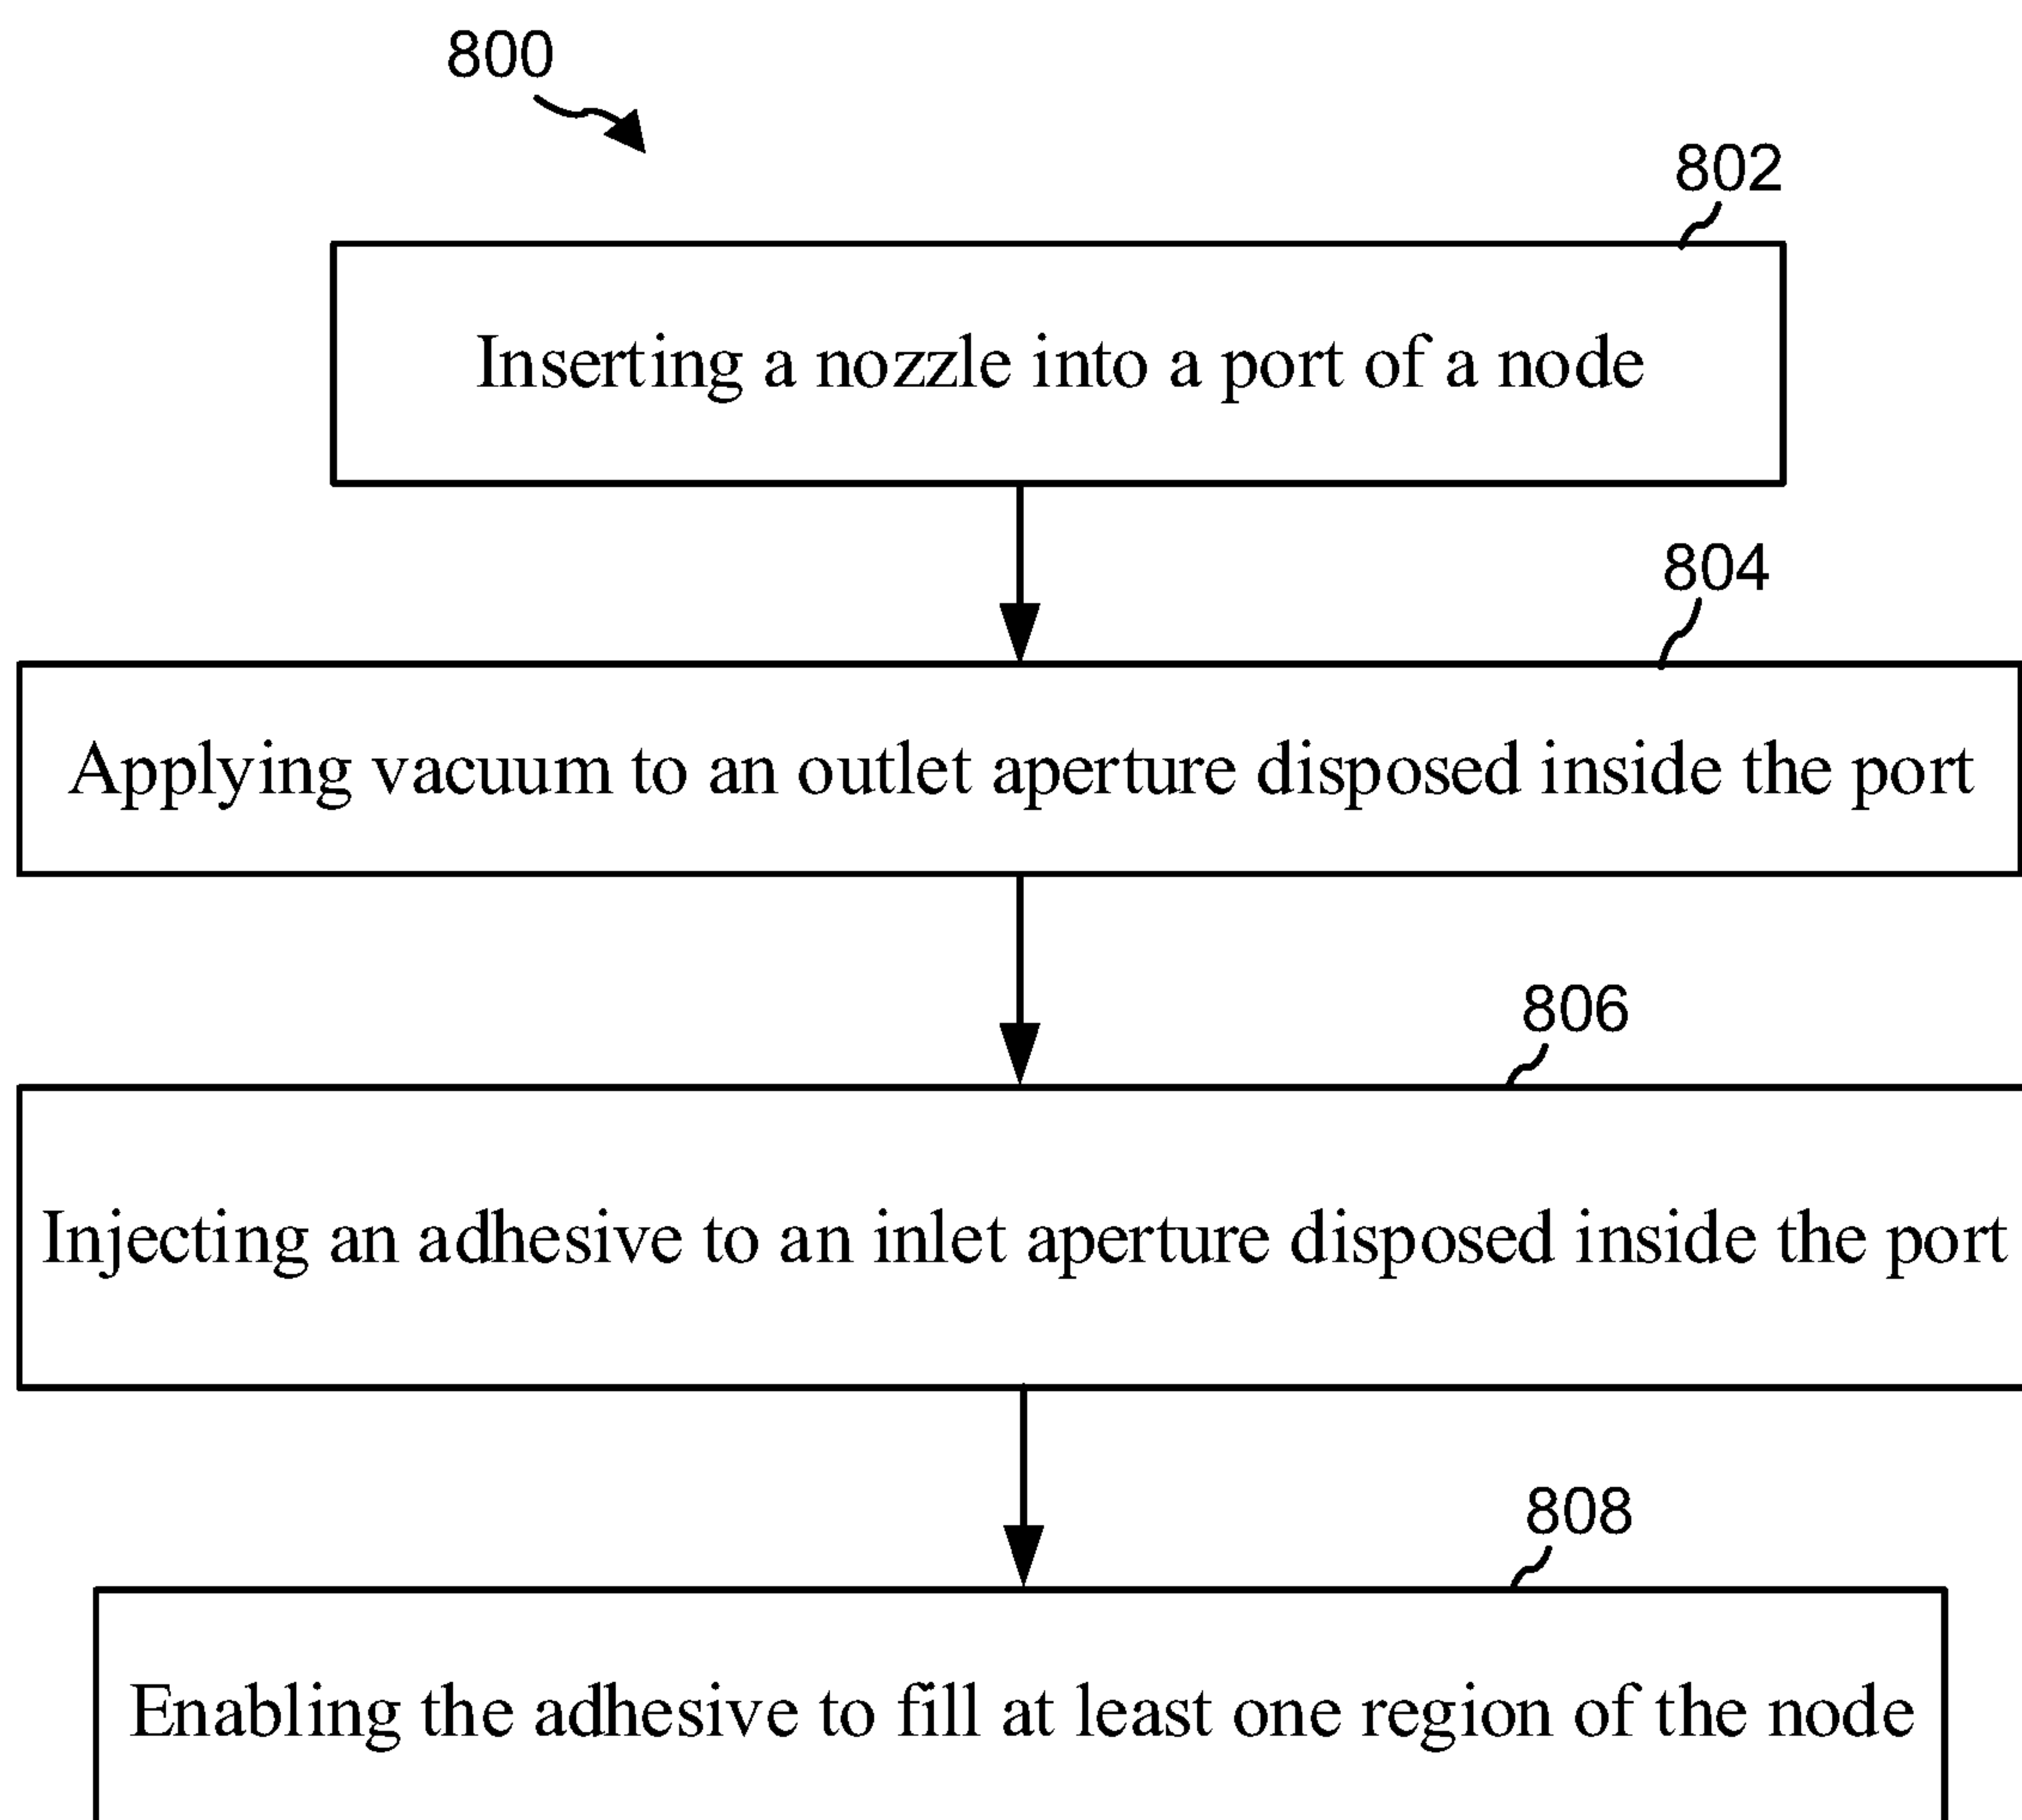 800
802
Inserting a nozzle into a port of a node
804
Applying vacuum to an outlet aperture disposed inside the port
806
Injecting an adhesive to an inlet aperture disposed inside the port
808
Enabling the adhesive to fill at least one region of the node